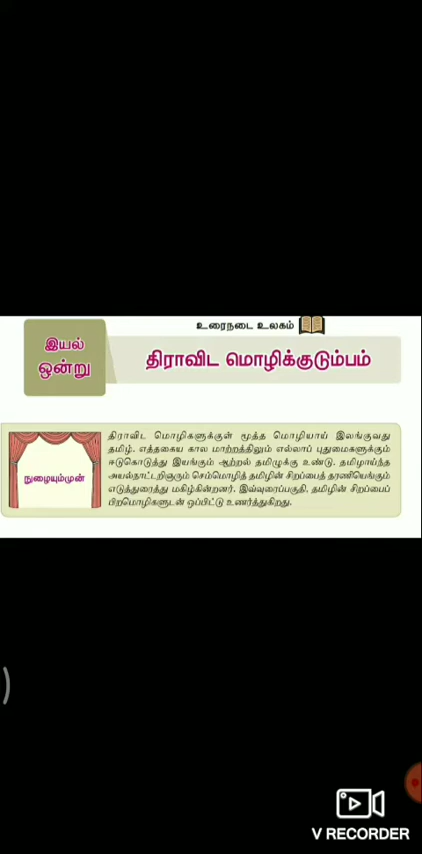 உரைநடை உலகம்
இயல்
ஒன்று
திராவிட மொழிக்குடும்பம்
நுழையும்முன்
திராவிட மொழிகளுக்குள் மூத்த மொழியாய் இலங்குவது
தமிழ். எத்தகைய கால மாற்றத்திலும் எல்லாப் புதுமைகளுக்கும்
ஈடுகொடுத்து இயங்கும் ஆற்றல் தமிழுக்கு உண்டு. தமிழாய்ந்த
அயல்நாட்டறிஞரும் செம்மொழித் தமிழின் சிறப்பைத் தரணியெங்கும்
எடுத்துரைத்து மகிழ்கின்றனர். இவ்வுரைப்பகுதி, தமிழின் சிறப்பைப்
பிறமொழிகளுடன் ஒப்பிட்டு உணர்த்துகிறது.
V RECORDER